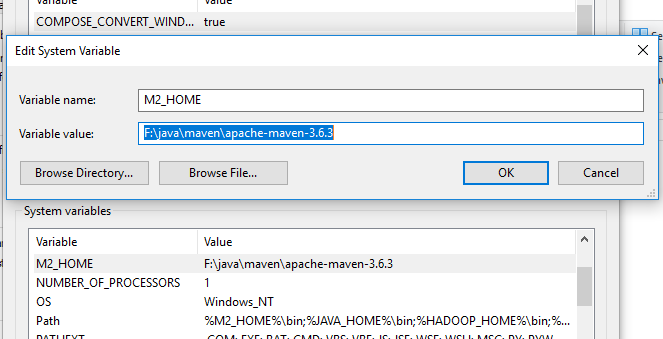 Variable Value
COMPOSE_CONVERT_WIND... true
Edit System Variable
Variable name: M2_HOME
Variable value: F:\java\maven\apache-maven-3.6.3
Browse Directory... Browse File... OK Cancel
System variables
Variable Value
M2_HOME F:\java\maven\apache-maven-3.6.3
NUMBER_OF_PROCESSORS 1
OS Windows_NT
Path %M2_HOME%\bin;%JAVA_HOME%\bin;%HADOOP_HOME%\bin;%...